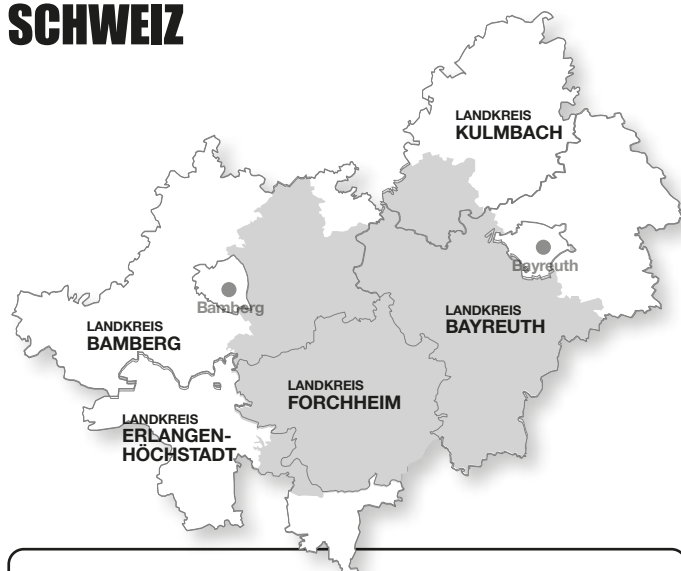 SCHWEIZ
LANDKREIS
KULMBACH
Bayreuth
Bamberg
LANDKREIS
BAYREUTH
LANDKREIS
BAMBERG
LANDKREIS
FORCHHEIM
LANDKREIS
ERLANGEN-
HÖCHSTADT